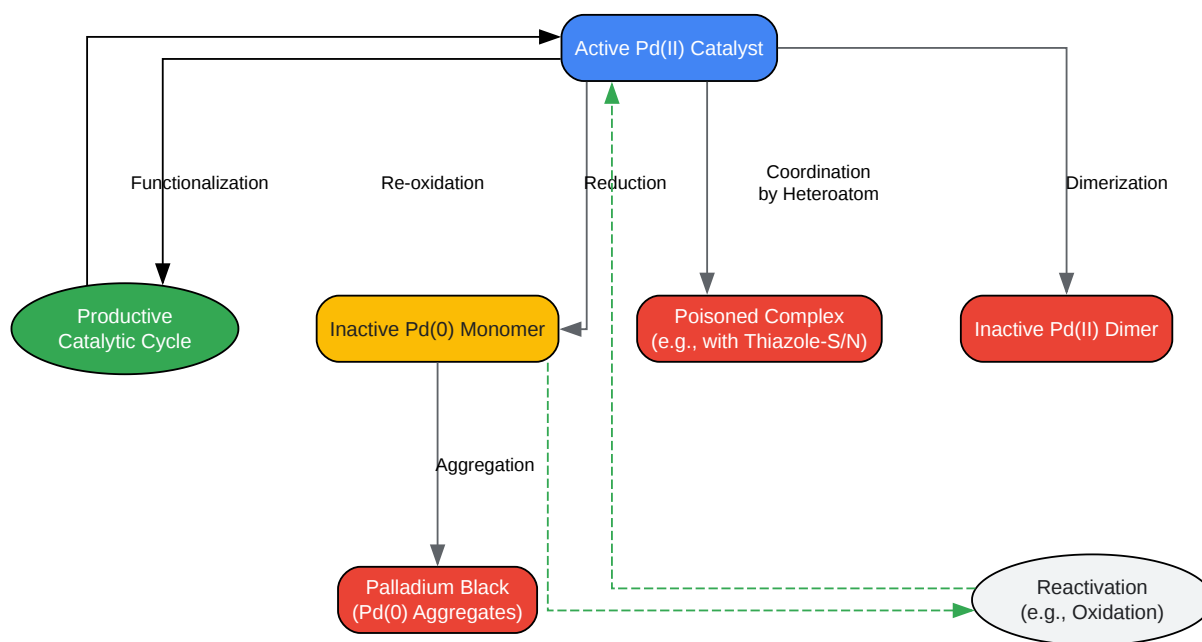 Active Pd(II) Catalyst
Functionalization
Re-oxidation
Reduction
Coordination
by Heteroatom
Dimerization
Productive
Catalytic Cycle
Inactive Pd(0) Monomer
Poisoned Complex
(e.g., with Thiazole-S/N)
Inactive Pd(II) Dimer
Aggregation
Palladium Black
(Pd(0) Aggregates)
Reactivation
(e.g., Oxidation)